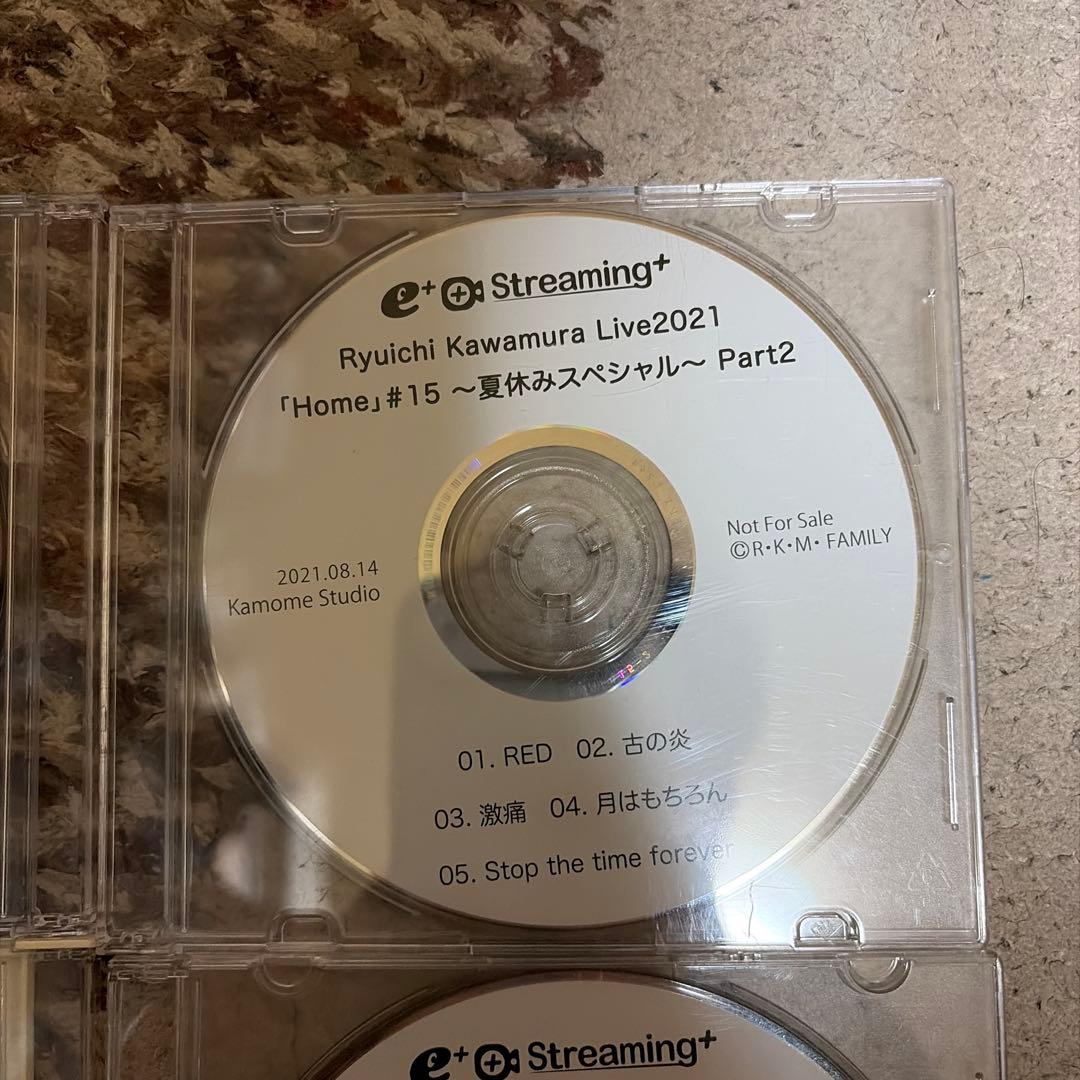 e+ Streaming+
Ryuichi Kawamura Live2021
「Home」#15 ～夏休みスペシャル～ Part2
Not For Sale
©R・K・M・ FAMILY
2021.08.14
Kamome Studio
01. RED 02. 古の炎
03. 激痛 04. 月はもちろん
05. Stop the time forever
e+ Streaming+